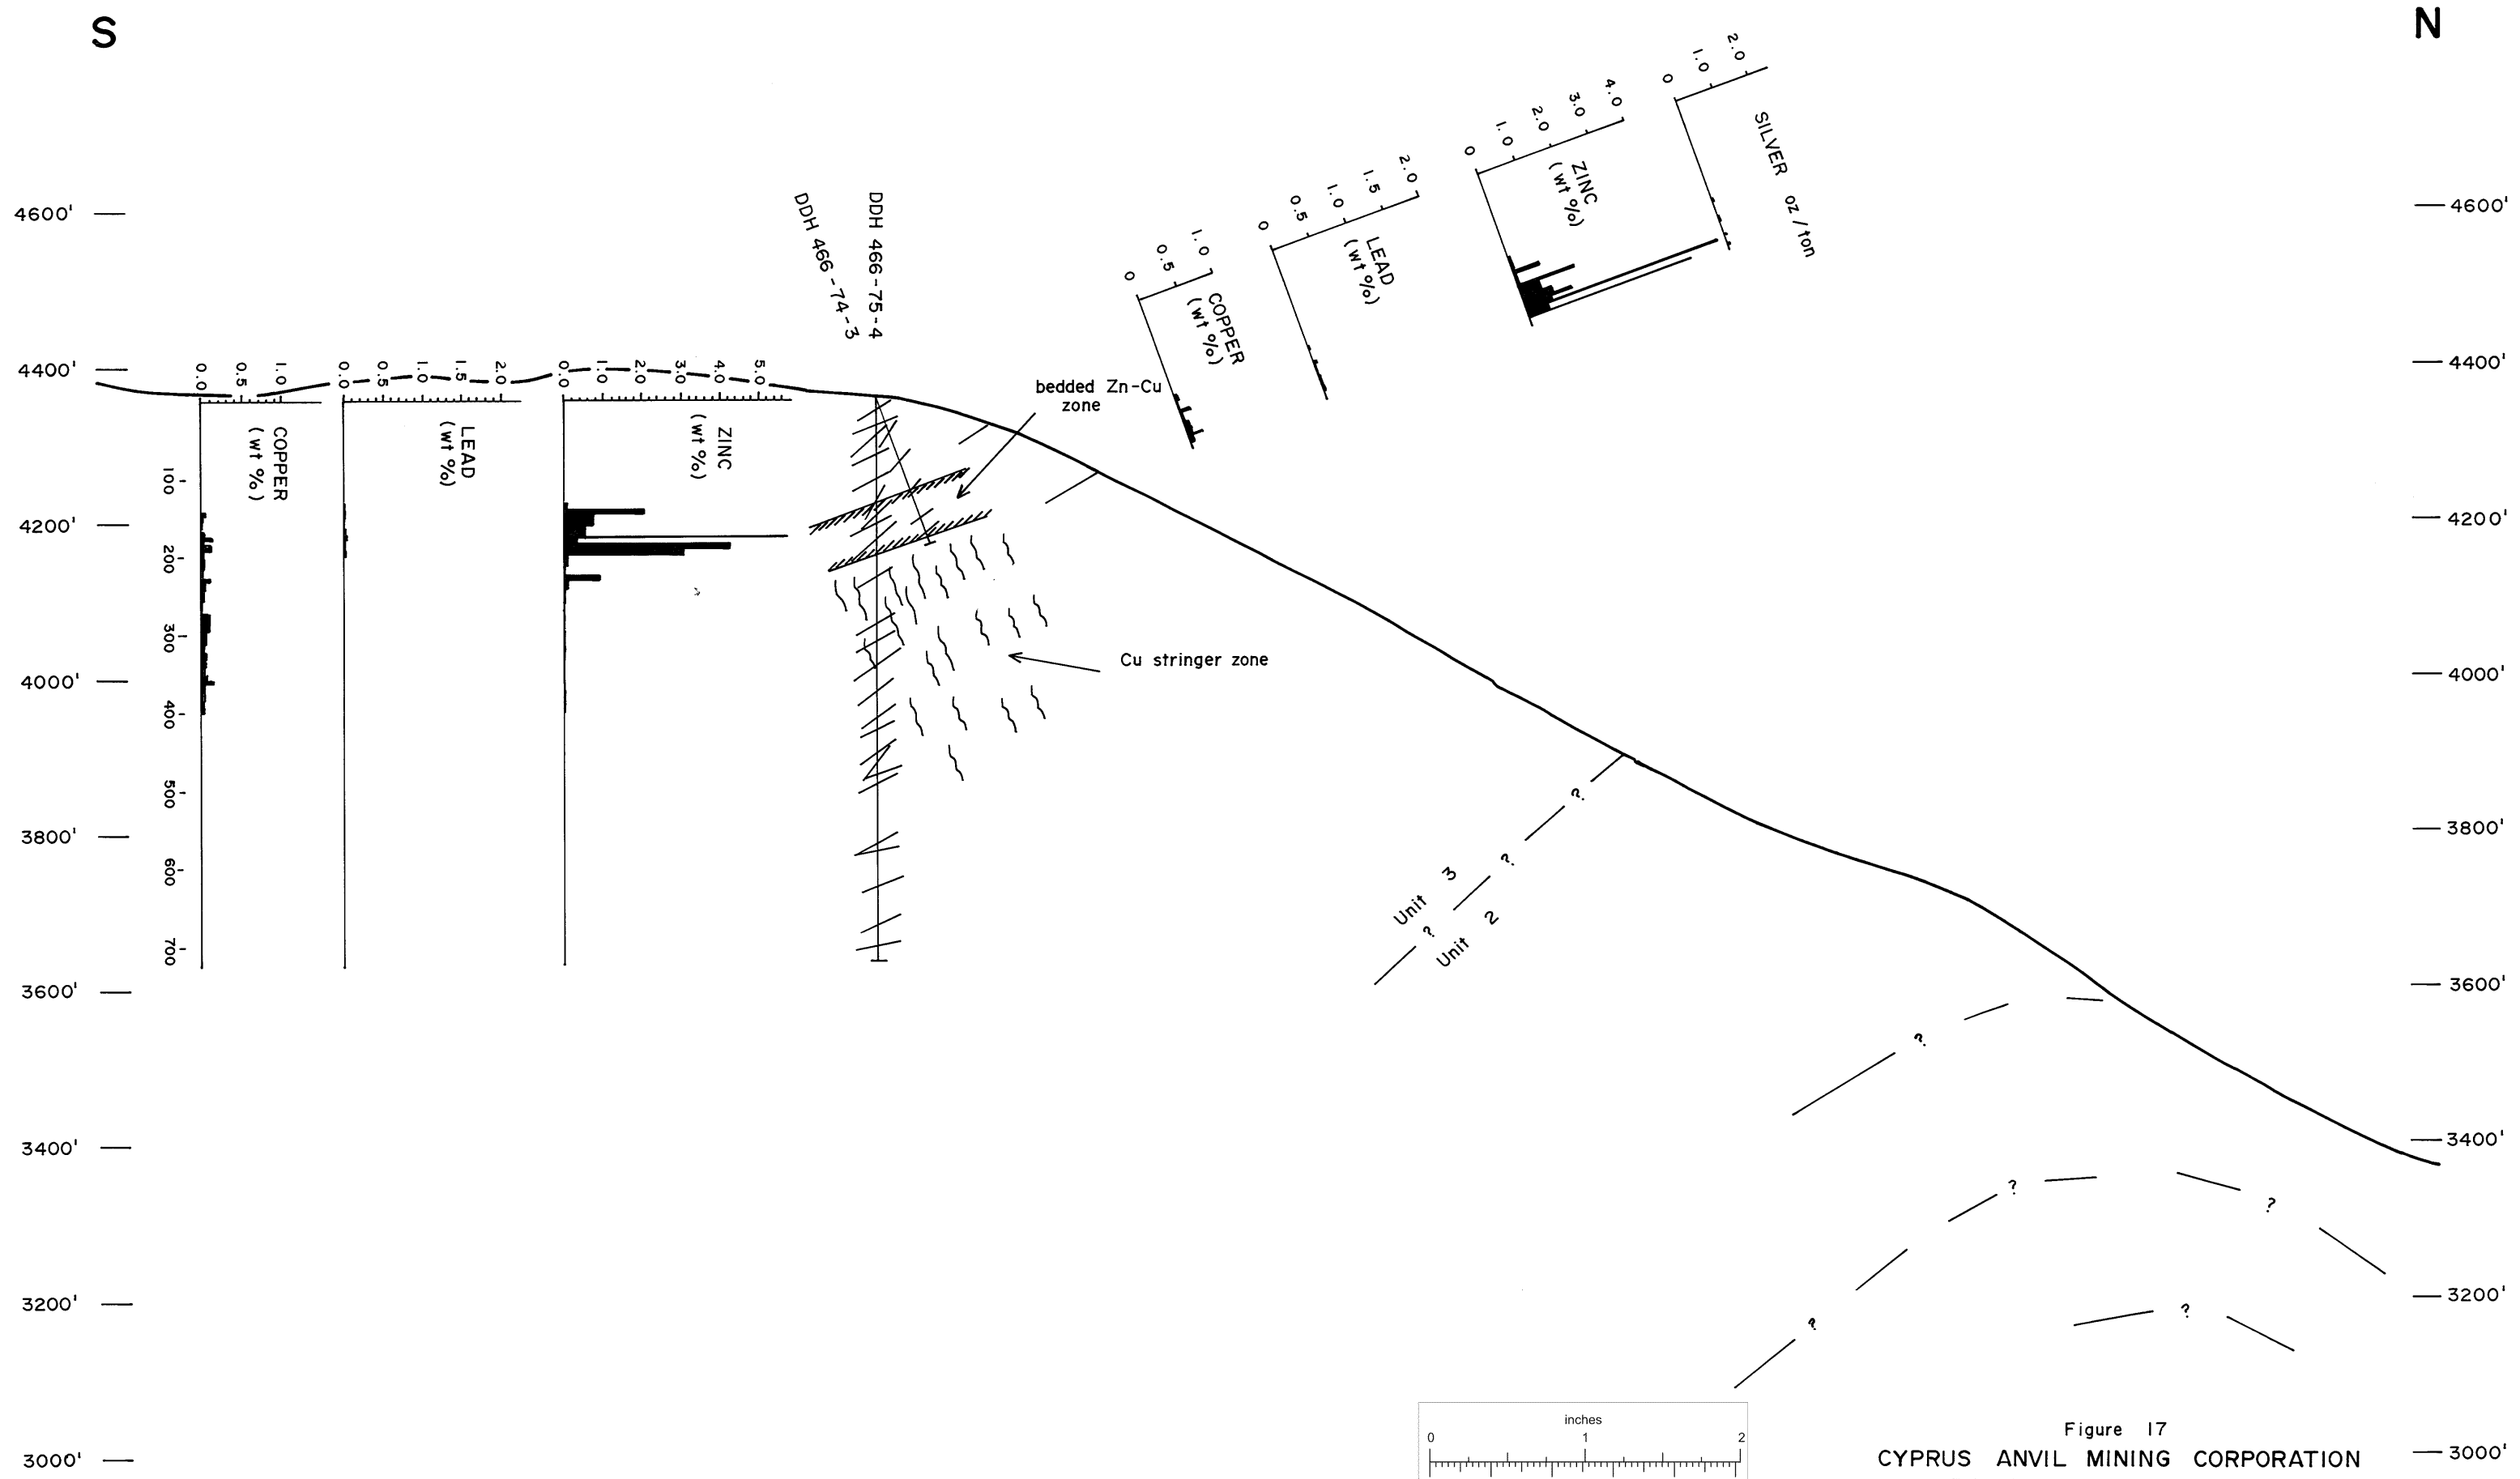 S
N
4600'
4400'
4200'
4000'
3800'
3600'
3400'
3200'
3000'
4600'
4400'
4200'
4000'
3800'
3600'
3400'
3200'
3000'
0.0 0.5 1.0
COPPER
(wt %)
100
200
300
400
500
600
700
0.0 0.5 1.0 1.5 2.0
LEAD
(wt %)
0.0 1.0 2.0 3.0 4.0 5.0
ZINC
(wt %)
DDH 466-74-3
DDH 466-75-4
bedded Zn-Cu
zone
Cu stringer zone
0 0.5 1.0
COPPER
(wt %)
0 0.5 1.0 1.5 2.0
LEAD
(wt %)
0 1.0 2.0 3.0 4.0
ZINC
(wt %)
0 1.0 2.0
SILVER oz/ton
?
?
Unit 3
?
Unit 2
?
?
?
?
?
inches
0 1 2
Figure 17
CYPRUS ANVIL MINING CORPORATION